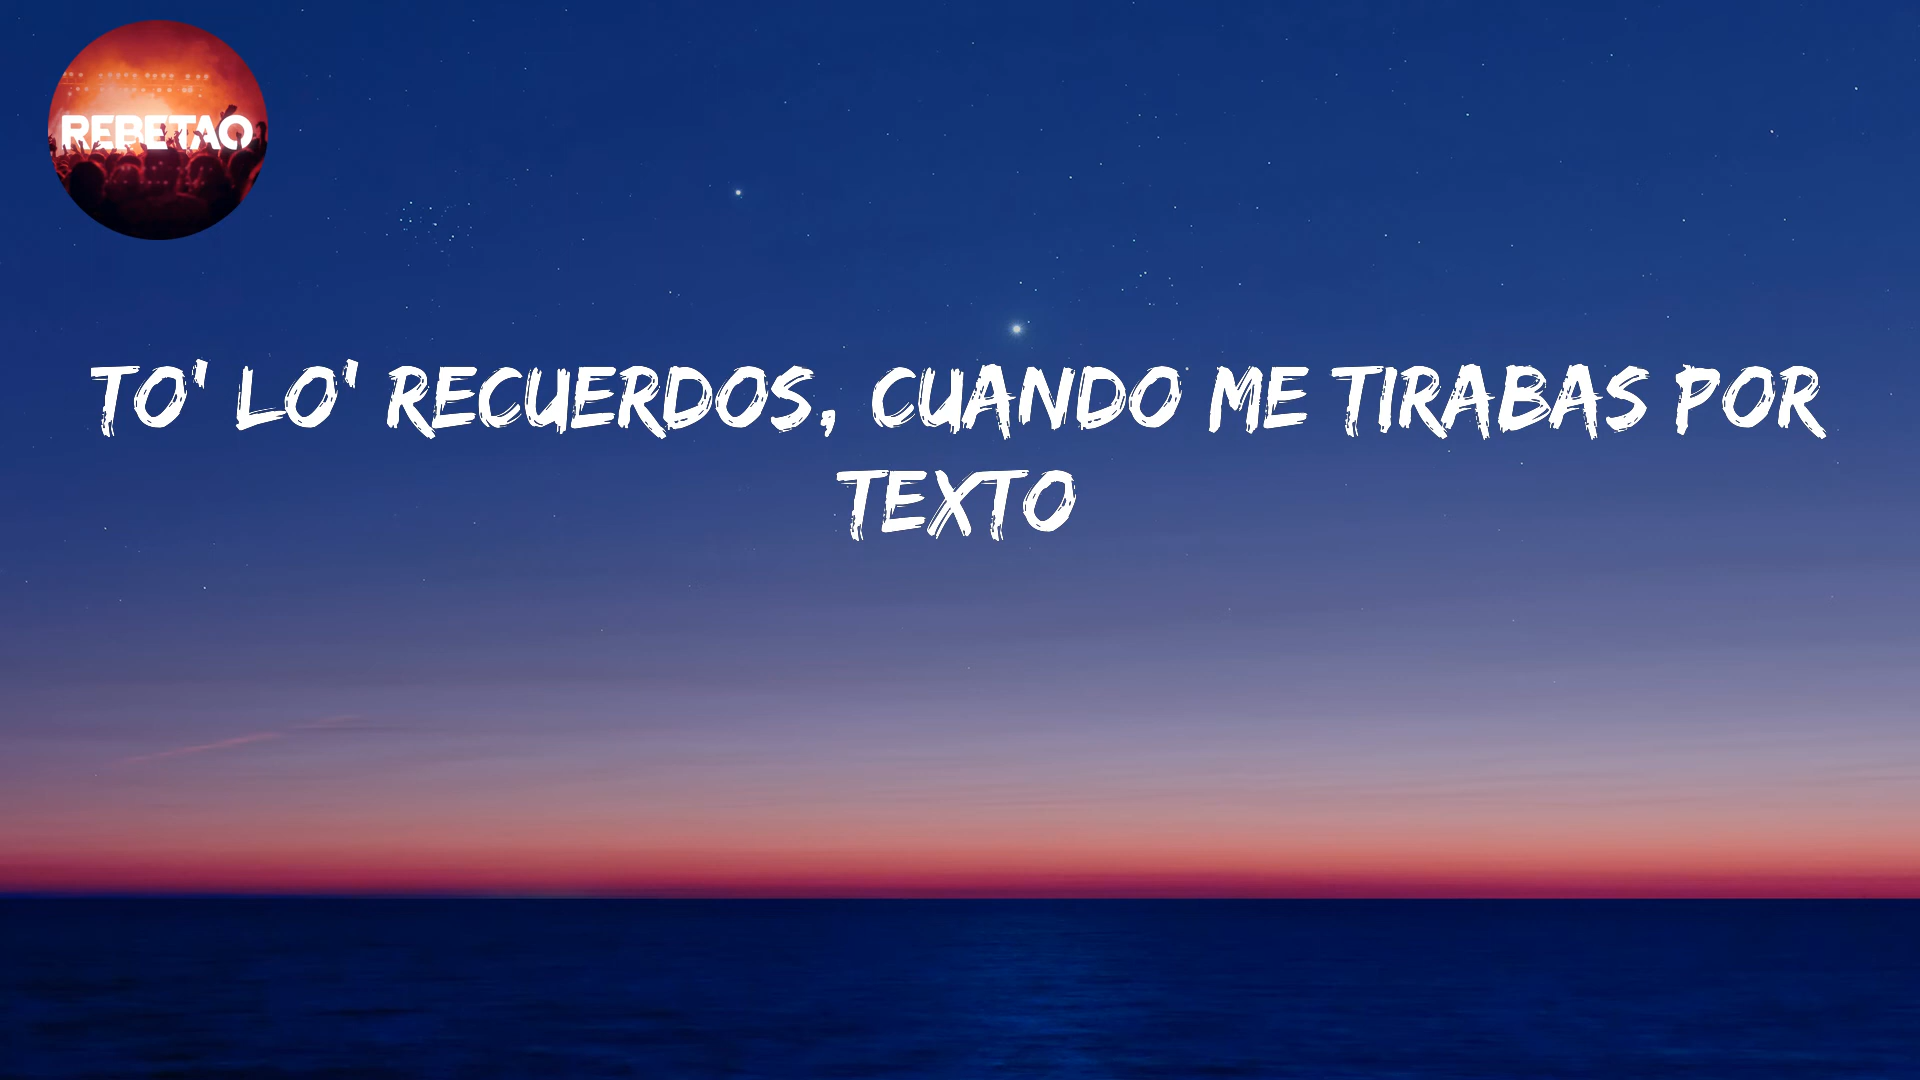 REBETAO
TO' LO' RECUERDOS, CUANDO ME TIRABAS POR
TEXTO